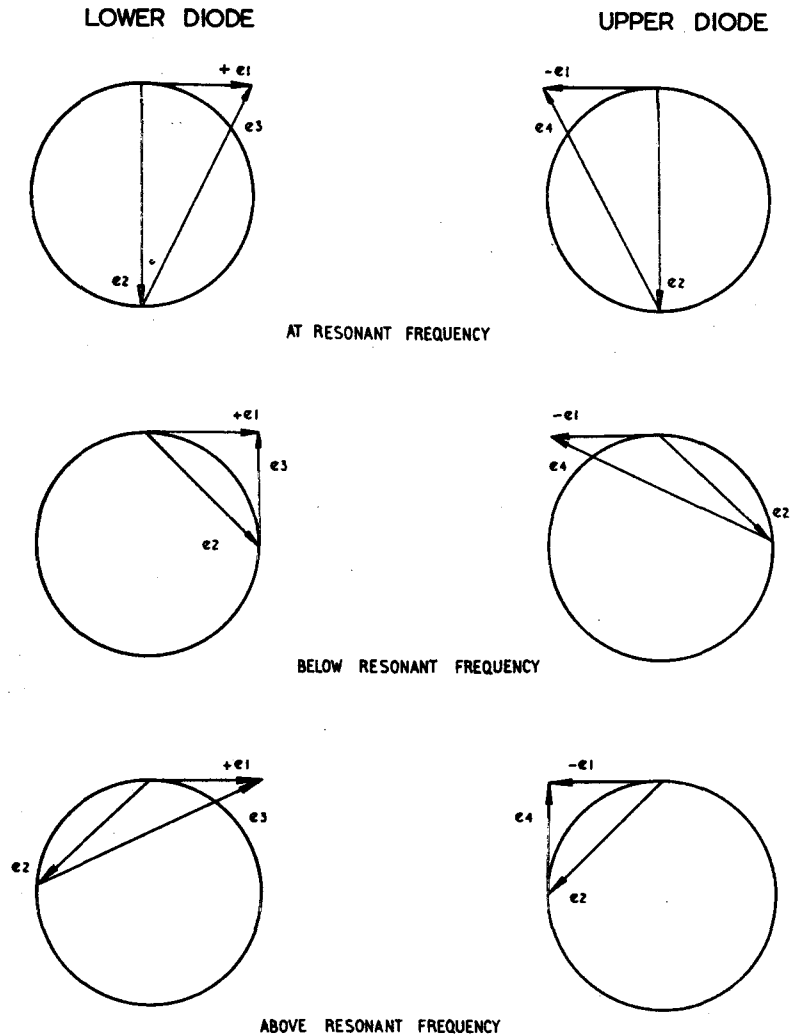 LOWER DIODE
UPPER DIODE
+e1
e3
e2
-e1
e4
e2
AT RESONANT FREQUENCY
+e1
e3
e2
-e1
e4
e2
BELOW RESONANT FREQUENCY
+e1
e3
e2
-e1
e4
e2
ABOVE RESONANT FREQUENCY